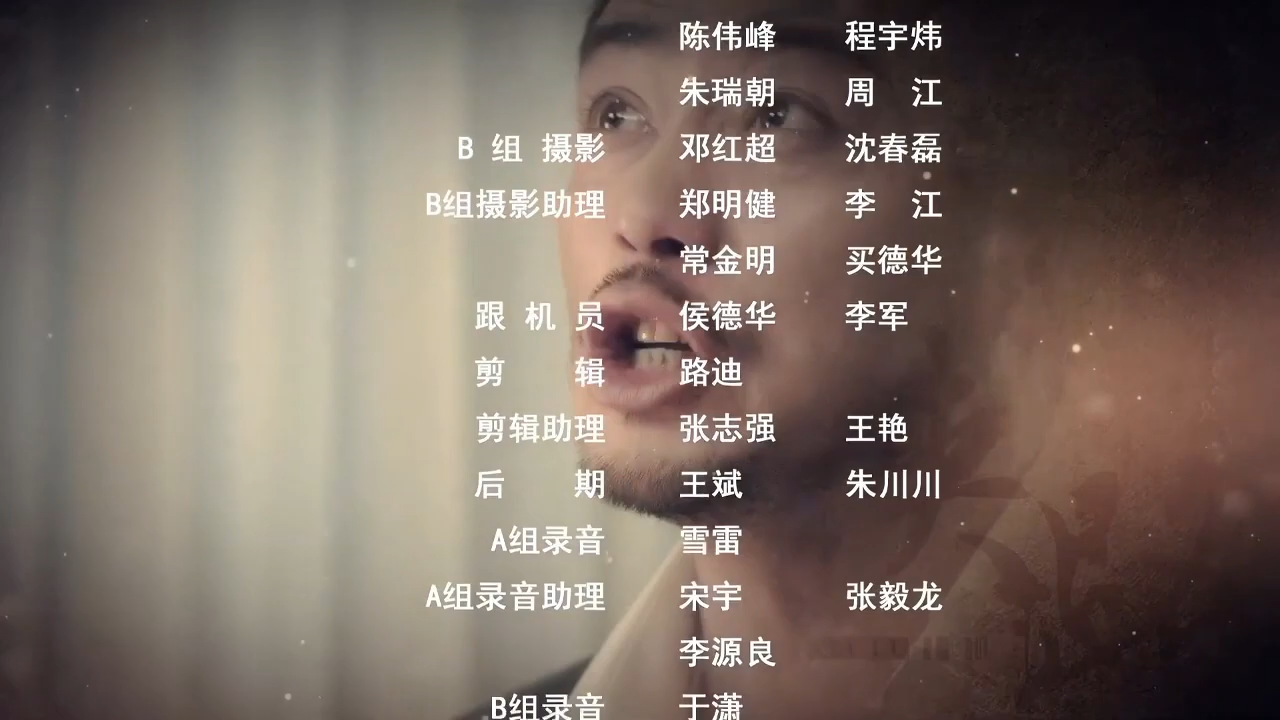 陈伟峰 程宇炜
朱瑞朝 周 江
B 组 摄影 邓红超 沈春磊
B组摄影助理 郑明健 李 江
常金明 买德华
跟 机 员 侯德华 李军
剪 辑 路迪
剪辑助理 张志强 王艳
后 期 王斌 朱川川
A组录音 雪雷
A组录音助理 宋宇 张毅龙
李源良
B组录音 于潇